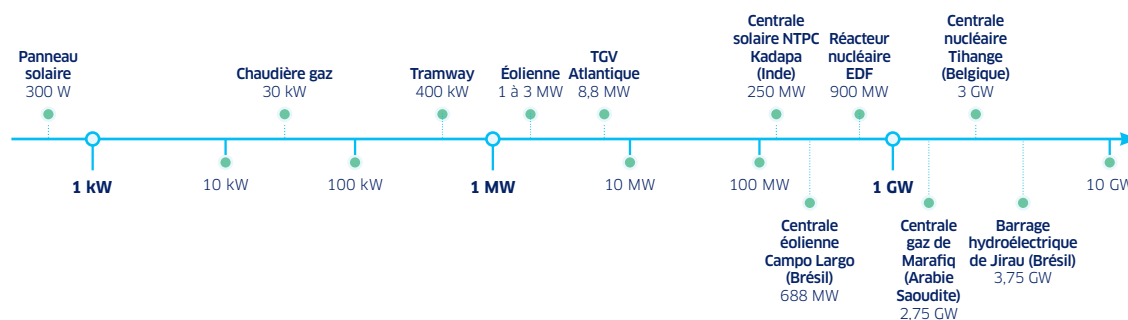 Panneau
solaire
300 W
Chaudière gaz
30 kW
Tramway
400 kW
Éolienne
1 à 3 MW
TGV
Atlantique
8,8 MW
Centrale
solaire NTPC
Kadapa
(Inde)
250 MW
Réacteur
nucléaire
EDF
900 MW
Centrale
nucléaire
Tihange
(Belgique)
3 GW
1 kW
10 kW
100 kW
1 MW
10 MW
100 MW
1 GW
10 GW
Centrale
éolienne
Campo Largo
(Brésil)
688 MW
Centrale
gaz de
Marafiq
(Arabie
Saoudite)
2,75 GW
Barrage
hydroélectrique
de Jirau (Brésil)
3,75 GW